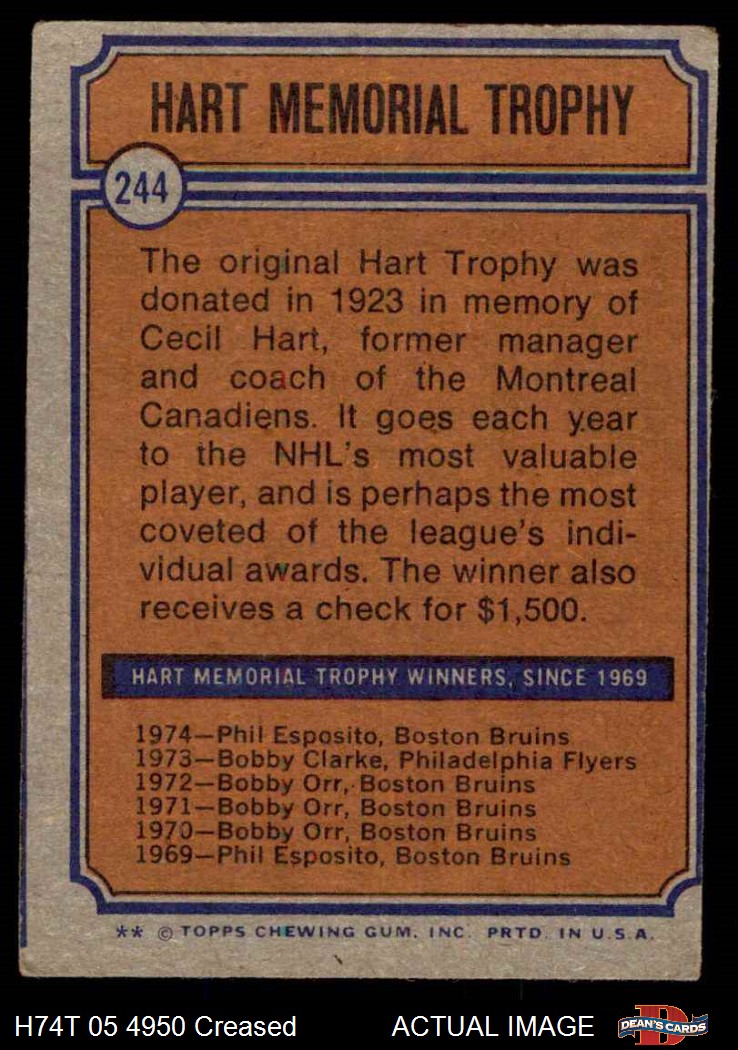 HART MEMORIAL TROPHY
244
The original Hart Trophy was
donated in 1923 in memory of
Cecil Hart, former manager
and coach of the Montreal
Canadiens. It goes each year
to the NHL's most valuable
player, and is perhaps the most
coveted of the league's indi-
vidual awards. The winner also
receives a check for $1,500.
HART MEMORIAL TROPHY WINNERS, SINCE 1969
1974—Phil Esposito, Boston Bruins
1973—Bobby Clarke, Philadelphia Flyers
1972—Bobby Orr, Boston Bruins
1971—Bobby Orr, Boston Bruins
1970—Bobby Orr, Boston Bruins
1969—Phil Esposito, Boston Bruins
** © TOPPS CHEWING GUM, INC. PRTD. IN U.S.A.
H74T 05 4950 Creased ACTUAL IMAGE
D
DEAN'S CARDS